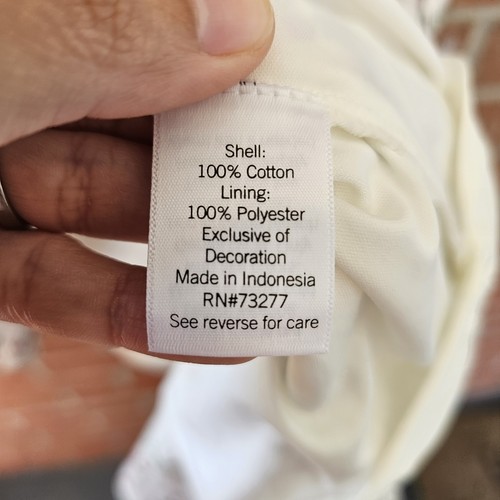 Shell:
100% Cotton
Lining:
100% Polyester
Exclusive of
Decoration
Made in Indonesia
RN#73277
See reverse for care